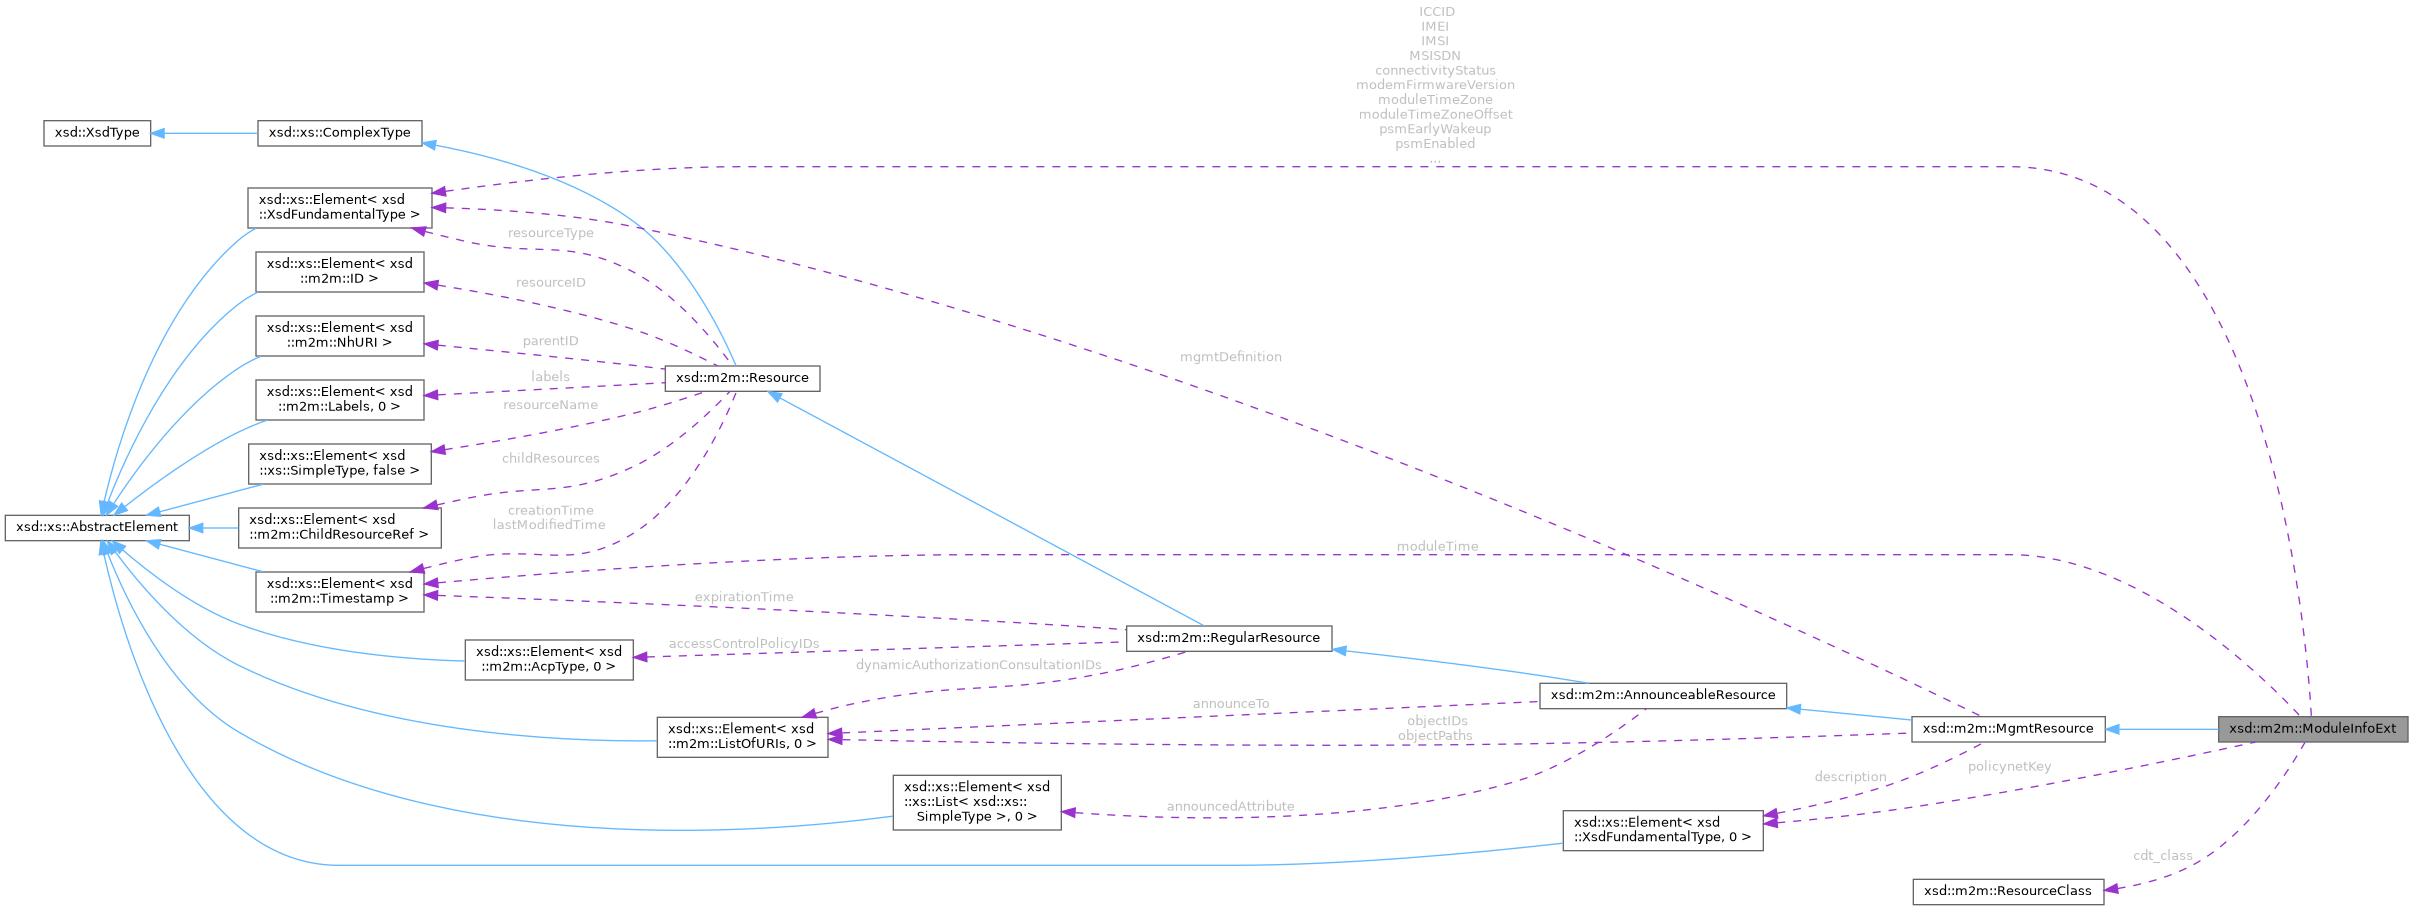 ICCID
IMEI
IMSI
MSISDN
connectivityStatus
modemFirmwareVersion
moduleTimeZone
moduleTimeZoneOffset
psmEarlyWakeup
psmEnabled
...
xsd::XsdType
xsd::xs::ComplexType
xsd::xs::Element< xsd
::XsdFundamentalType >
resourceType
xsd::xs::Element< xsd
::m2m::ID >
resourceID
xsd::xs::Element< xsd
::m2m::NhURI >
parentID
mgmtDefinition
labels
xsd::m2m::Resource
xsd::xs::Element< xsd
::m2m::Labels, 0 >
resourceName
xsd::xs::Element< xsd
::xs::SimpleType, false >
childResources
creationTime
lastModifiedTime
xsd::xs::AbstractElement
xsd::xs::Element< xsd
::m2m::ChildResourceRef >
moduleTime
xsd::xs::Element< xsd
::m2m::Timestamp >
expirationTime
xsd::m2m::RegularResource
accessControlPolicyIDs
xsd::xs::Element< xsd
::m2m::AcpType, 0 >
dynamicAuthorizationConsultationIDs
xsd::m2m::AnnounceableResource
announceTo
objectIDs
objectPaths
xsd::xs::Element< xsd
::m2m::ListOfURIs, 0 >
xsd::m2m::MgmtResource
xsd::m2m::ModuleInfoExt
policynetKey
description
xsd::xs::Element< xsd
::xs::List< xsd::xs::
SimpleType >, 0 >
announcedAttribute
xsd::xs::Element< xsd
::XsdFundamentalType, 0 >
cdt_class
xsd::m2m::ResourceClass